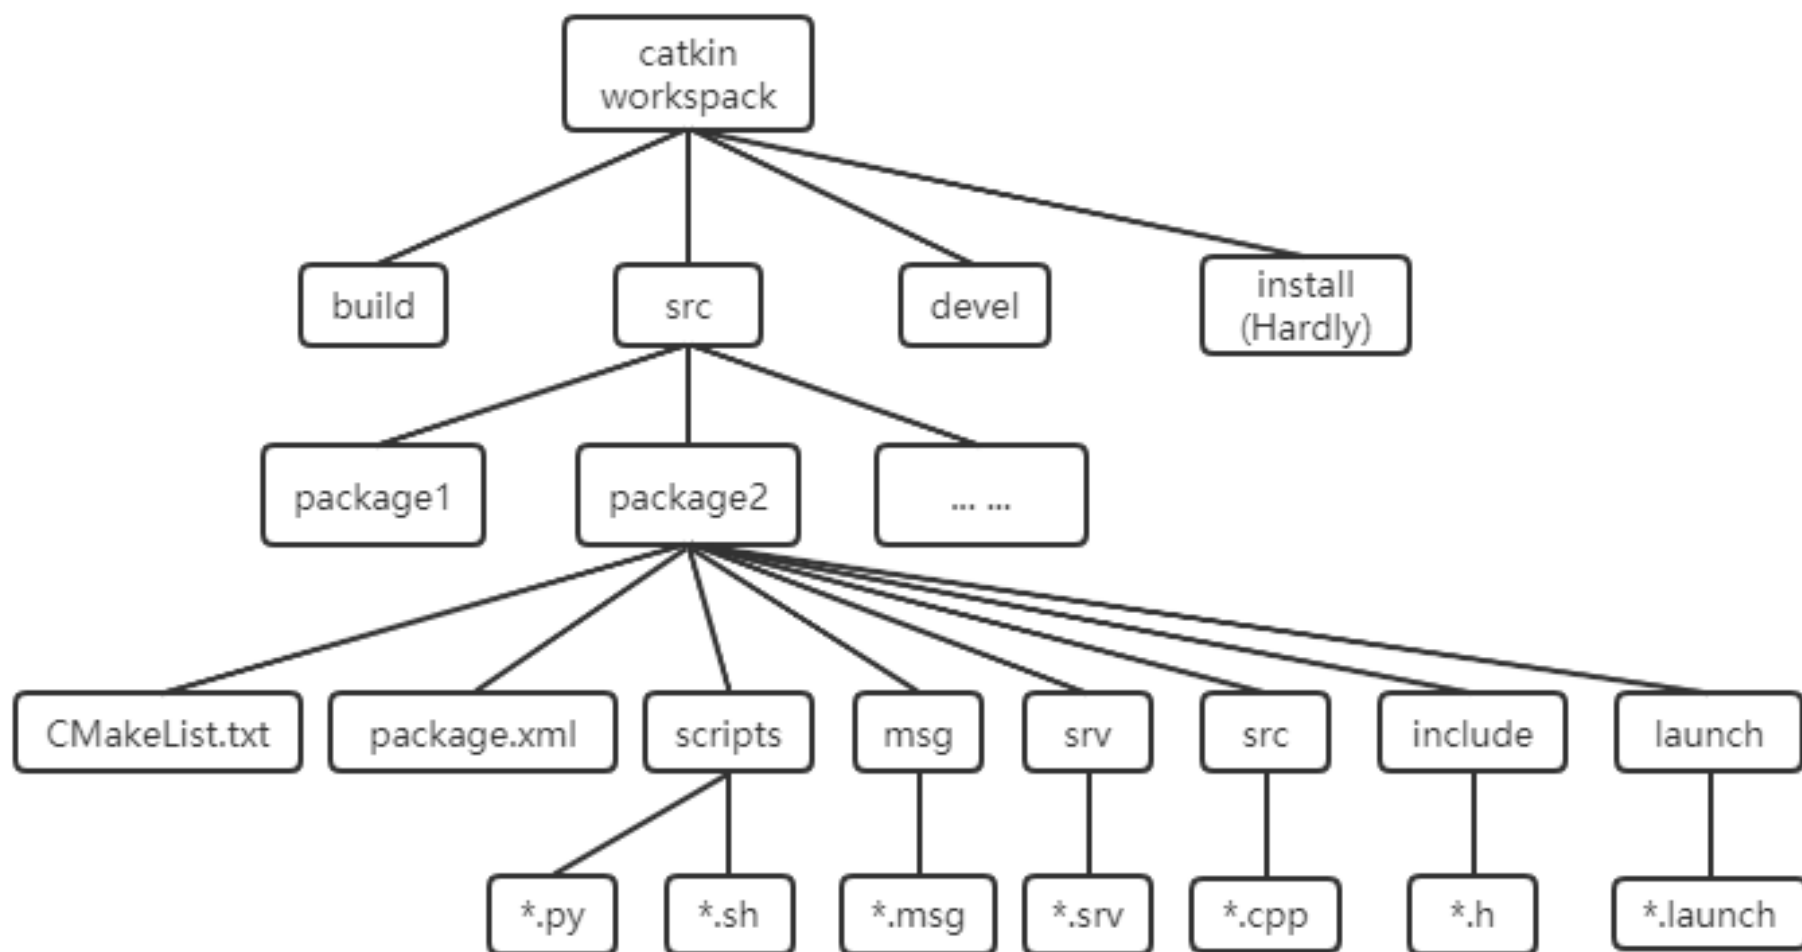 catkin
workspack
build
src
devel
install
(Hardly)
package1
package2
... ...
CMakeList.txt
package.xml
scripts
msg
srv
src
include
launch
*.py
*.sh
*.msg
*.srv
*.cpp
*.h
*.launch